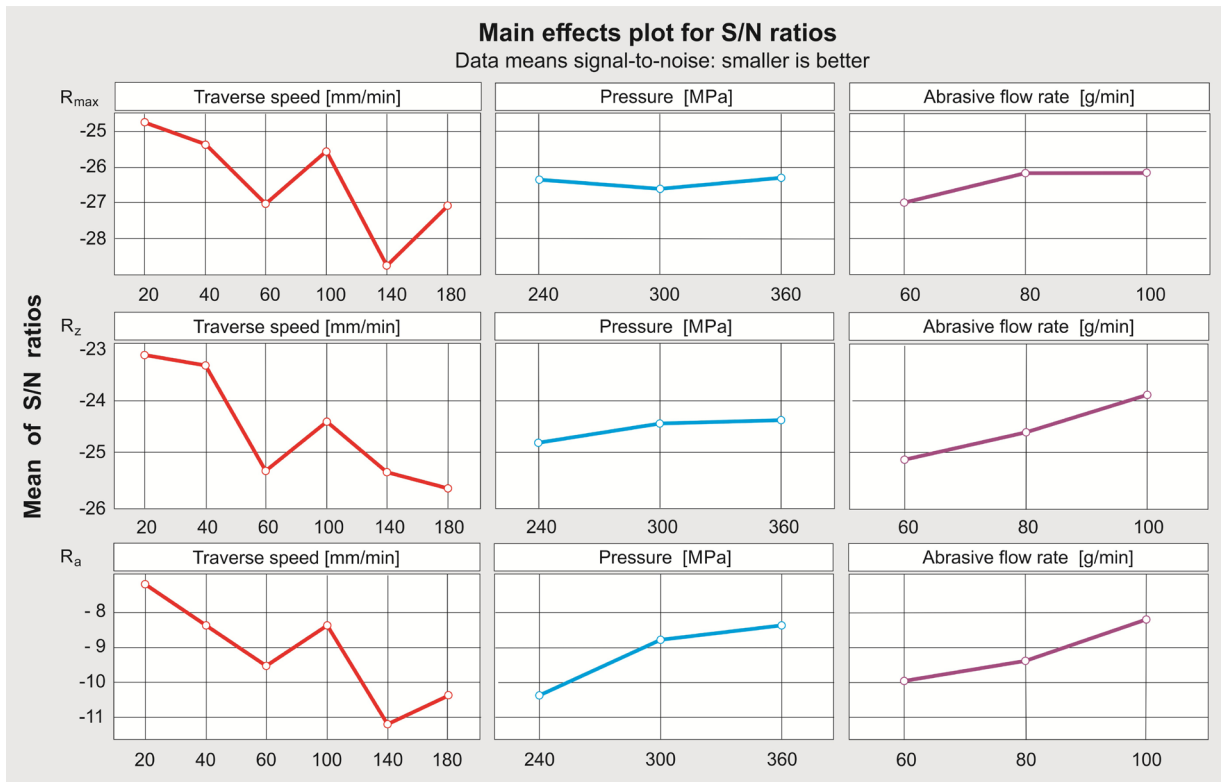 Main effects plot for S/N ratios
Data means signal-to-noise: smaller is better
Mean of S/N ratios
Rmax
Traverse speed [mm/min]
Pressure [MPa]
Abrasive flow rate [g/min]
-25
-26
-27
-28
20 40 60 100 140 180
240 300 360
60 80 100
Rz
Traverse speed [mm/min]
Pressure [MPa]
Abrasive flow rate [g/min]
-23
-24
-25
-26
20 40 60 100 140 180
240 300 360
60 80 100
Ra
Traverse speed [mm/min]
Pressure [MPa]
Abrasive flow rate [g/min]
- 8
- 9
-10
-11
20 40 60 100 140 180
240 300 360
60 80 100